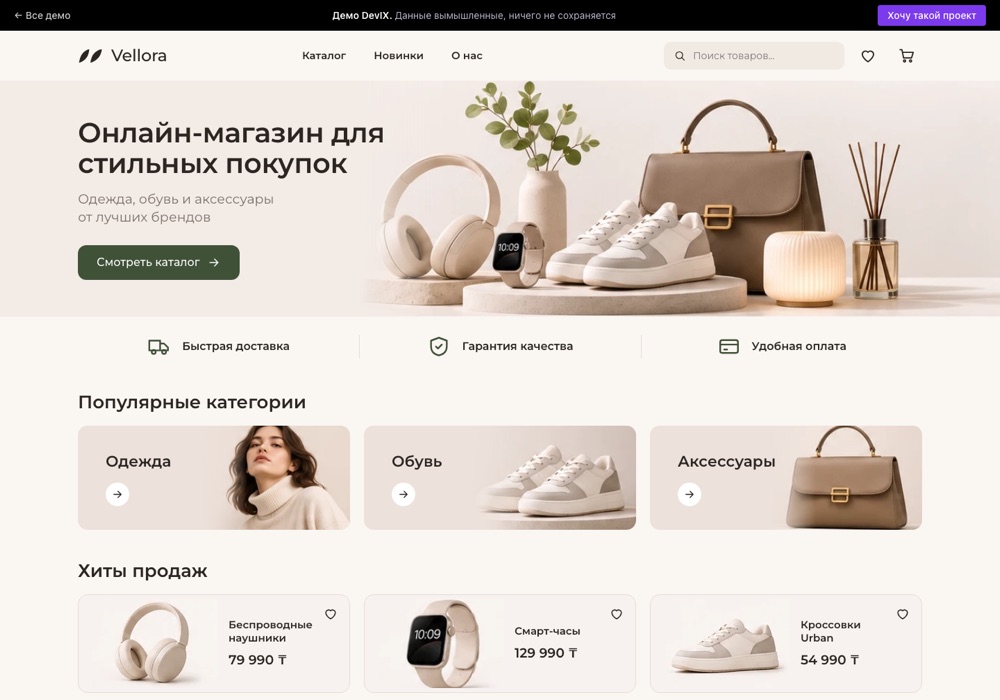 ← Все демо
Демо DevIX. Данные вымышленные, ничего не сохраняется
Хочу такой проект
Vellora
Каталог
Новинки
О нас
Поиск товаров...
Онлайн-магазин для
стильных покупок
Одежда, обувь и аксессуары
от лучших брендов
Смотреть каталог →
10:09
Быстрая доставка
Гарантия качества
Удобная оплата
Популярные категории
Одежда
→
Обувь
→
Аксессуары
→
Хиты продаж
Беспроводные
наушники
79 990 ₸
10:09
Смарт-часы
129 990 ₸
Кроссовки
Urban
54 990 ₸